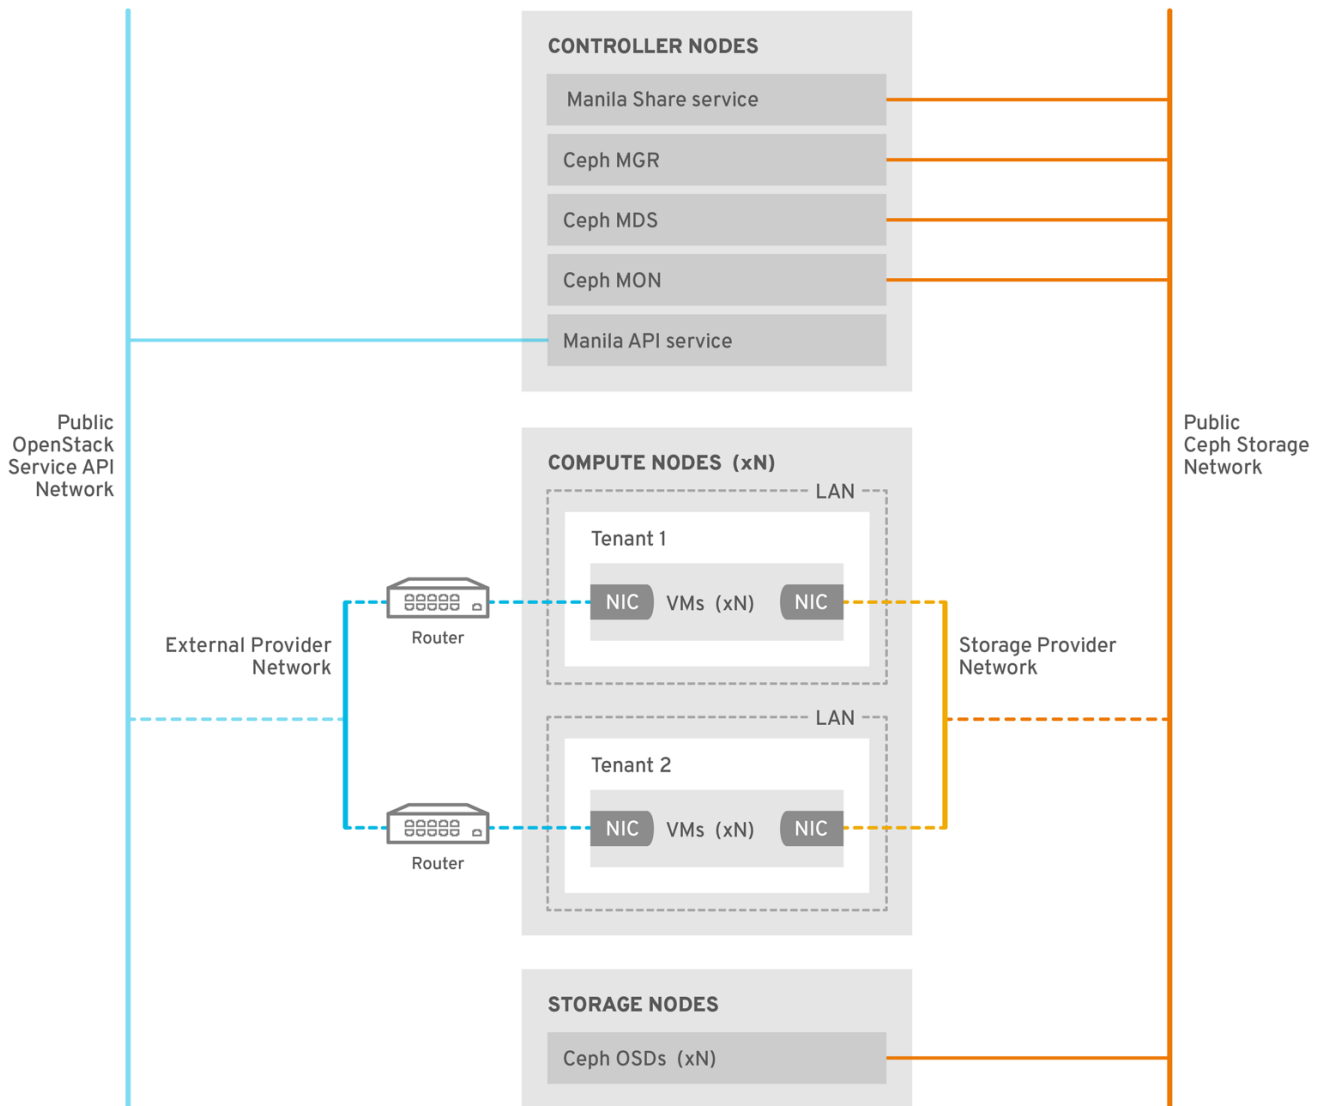 CONTROLLER NODES
Manila Share service
Ceph MGR
Ceph MDS
Ceph MON
Manila API service
Public
OpenStack
Service API
Network
Public
Ceph Storage
Network
COMPUTE NODES (xN)
LAN
Tenant 1
NIC VMs (xN) NIC
Router
External Provider
Network
Storage Provider
Network
LAN
Tenant 2
NIC VMs (xN) NIC
Router
STORAGE NODES
Ceph OSDs (xN)